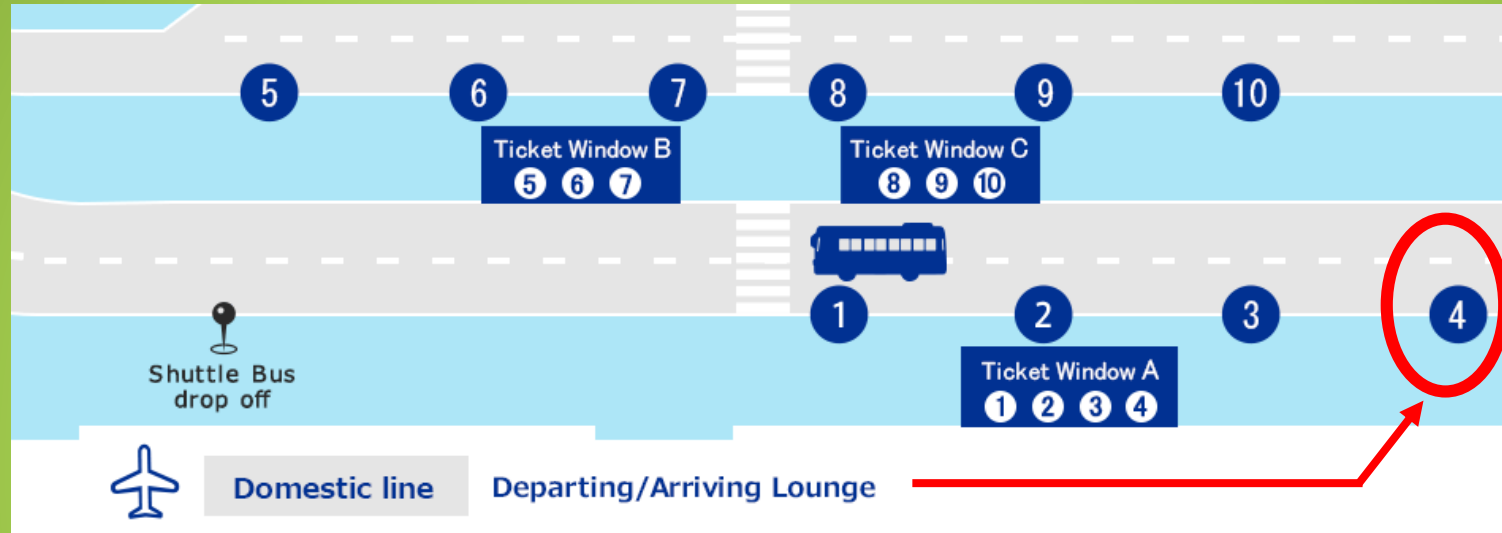 5 6 7 8 9 10
Ticket Window B
5 6 7
Ticket Window C
8 9 10
1 2 3 4
Shuttle Bus
drop off
Ticket Window A
1 2 3 4
Domestic line
Departing/Arriving Lounge